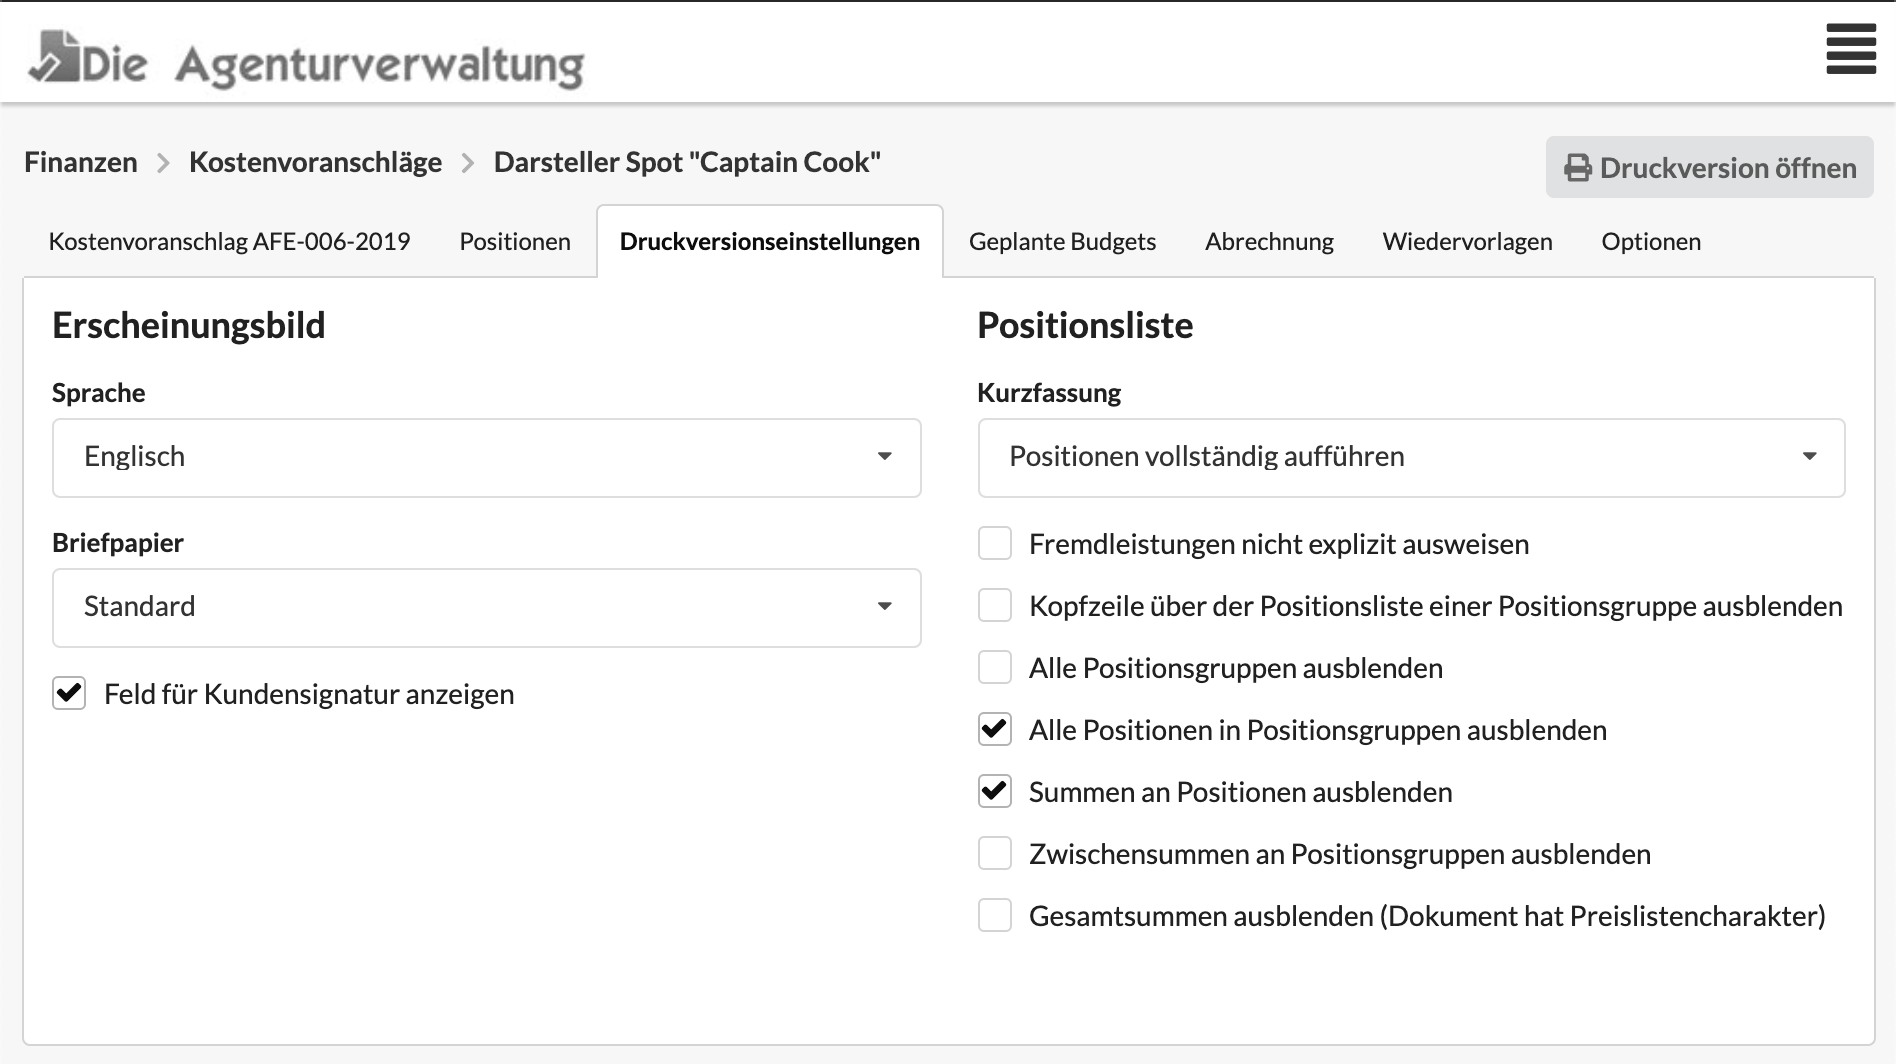 Die Agenturverwaltung
Finanzen Kostenvoranschläge Darsteller Spot "Captain Cook"
Druckversion öffnen
Kostenvoranschlag AFE-006-2019 Positionen Druckversionseinstellungen Geplante Budgets Abrechnung Wiedervorlagen Optionen
Erscheinungsbild
Sprache
Englisch
Briefpapier
Standard
Feld für Kundensignatur anzeigen
Positionsliste
Kurzfassung
Positionen vollständig aufführen
Fremdleistungen nicht explizit ausweisen
Kopfzeile über der Positionsliste einer Positionsgruppe ausblenden
Alle Positionsgruppen ausblenden
Alle Positionen in Positionsgruppen ausblenden
Summen an Positionen ausblenden
Zwischensummen an Positionsgruppen ausblenden
Gesamtsummen ausblenden (Dokument hat Preislistencharakter)